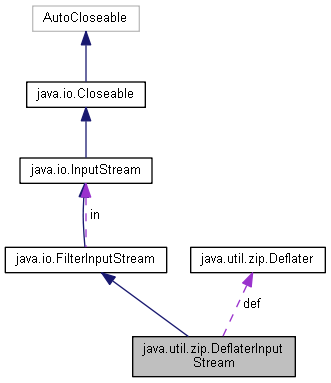 AutoCloseable
java.io.Closeable
java.io.InputStream
in
java.io.FilterInputStream
java.util.zip.Deflater
def
java.util.zip.DeflaterInput
Stream